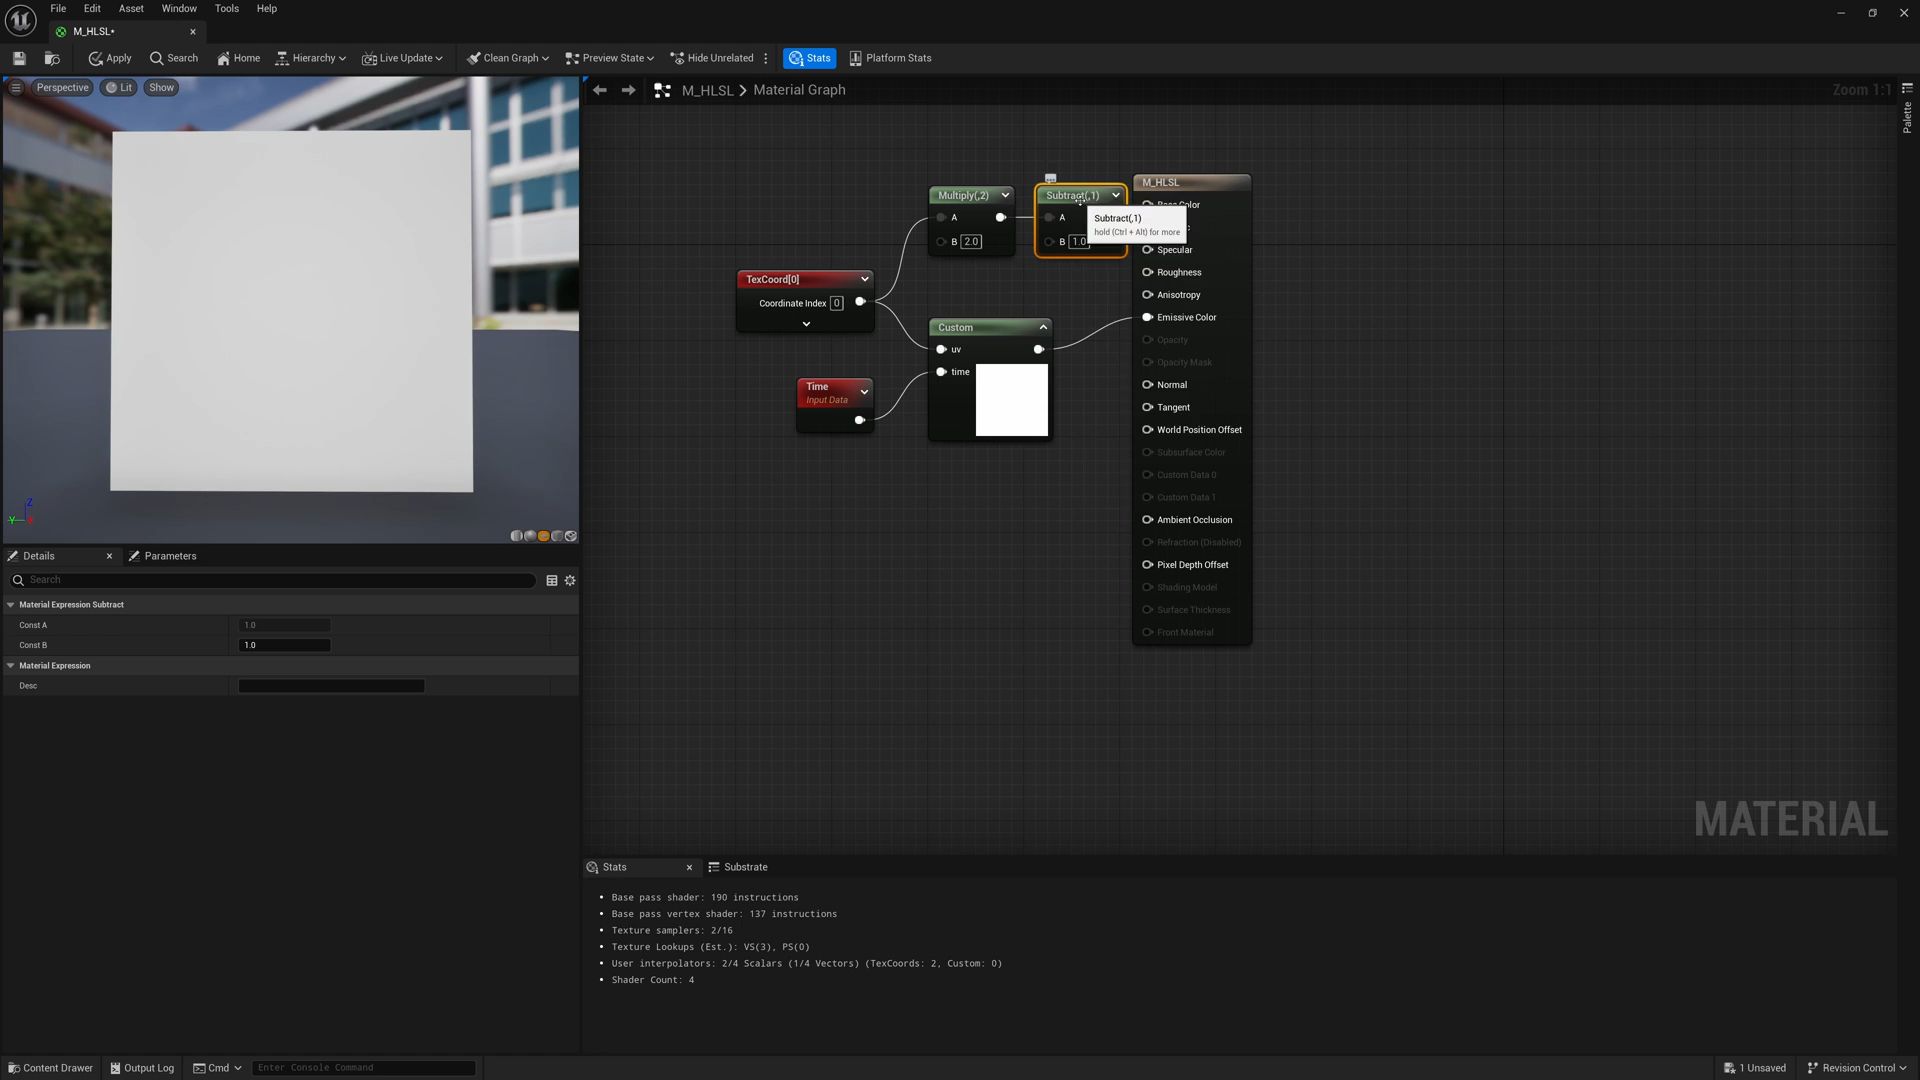 File Edit Asset Window Tools Help
M_HLSL•
Apply Search Home Hierarchy Live Update Clean Graph Preview State Hide Unrelated Stats Platform Stats
Perspective Lit Show
M_HLSL > Material Graph
Zoom 1:1
Palette
Multiply(,2)
A
B 2.0
Subtract(,1)
A
B 1.0
Subtract(,1)
hold (Ctrl + Alt) for more
TexCoord[0]
Coordinate Index 0
Custom
uv
time
Time
Input Data
M_HLSL
Base Color
Specular
Roughness
Anisotropy
Emissive Color
Opacity
Opacity Mask
Normal
Tangent
World Position Offset
Subsurface Color
Custom Data 0
Custom Data 1
Ambient Occlusion
Refraction (Disabled)
Pixel Depth Offset
Shading Model
Surface Thickness
Front Material
MATERIAL
Z
Y
Details Parameters
Search
Material Expression Subtract
Const A 1.0
Const B 1.0
Material Expression
Desc
Stats Substrate
• Base pass shader: 190 instructions
• Base pass vertex shader: 137 instructions
• Texture samplers: 2/16
• Texture Lookups (Est.): VS(3), PS(0)
• User interpolators: 2/4 Scalars (1/4 Vectors) (TexCoords: 2, Custom: 0)
• Shader Count: 4
Content Drawer Output Log Cmd Enter Console Command 1 Unsaved Revision Control